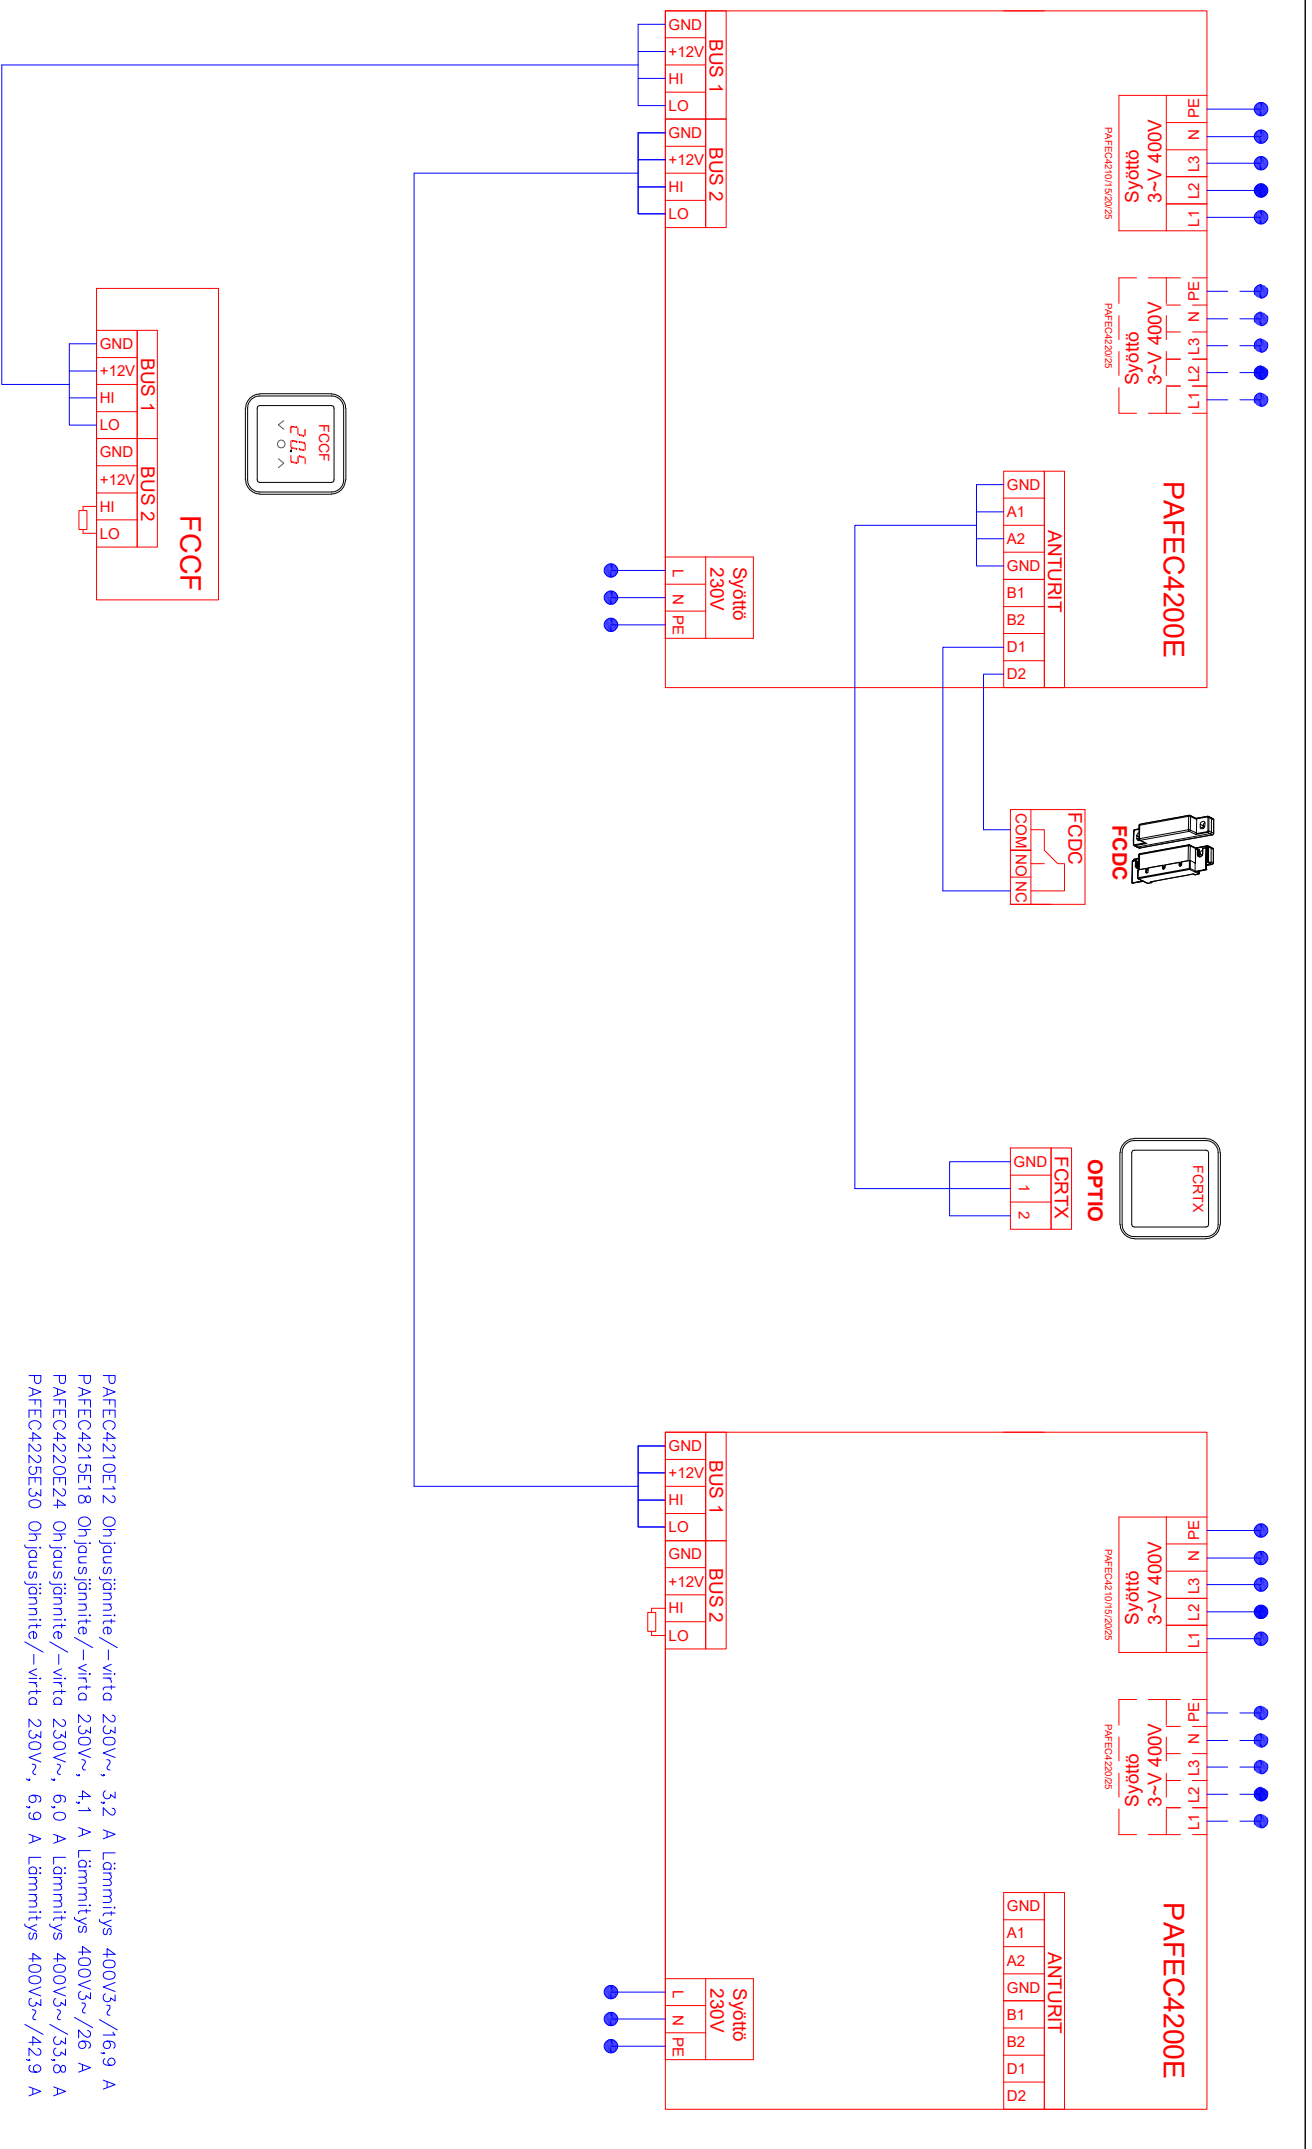 PAFEC4200E
PE
N
L3
L2
L1
3~V 400V
Syöttö
PAFEC4210/15/20/25
PE
N
L3
L2
L1
3~V 400V
Syöttö
PAFEC4220/25
BUS 1
GND
+12V
HI
LO
BUS 2
GND
+12V
HI
LO
ANTURIT
GND
A1
A2
GND
B1
B2
D1
D2
Syöttö
230V
L
N
PE
FCDC
FCDC
COM
NO
NC
FCRTX
OPTIO
FCRTX
GND
1
2
PAFEC4200E
PE
N
L3
L2
L1
3~V 400V
Syöttö
PAFEC4210/15/20/25
PE
N
L3
L2
L1
3~V 400V
Syöttö
PAFEC4220/25
BUS 1
GND
+12V
HI
LO
BUS 2
GND
+12V
HI
LO
ANTURIT
GND
A1
A2
GND
B1
B2
D1
D2
Syöttö
230V
L
N
PE
FCCF
20.5
FCCF
BUS 1
GND
+12V
HI
LO
BUS 2
GND
+12V
HI
LO
PAFEC4210E12 Ohjausjännite/-virta 230V~, 3,2 A Lämmitys 400V3~/16,9 A
PAFEC4215E18 Ohjausjännite/-virta 230V~, 4,1 A Lämmitys 400V3~/26 A
PAFEC4220E24 Ohjausjännite/-virta 230V~, 6,0 A Lämmitys 400V3~/33,8 A
PAFEC4225E30 Ohjausjännite/-virta 230V~, 6,9 A Lämmitys 400V3~/42,9 A